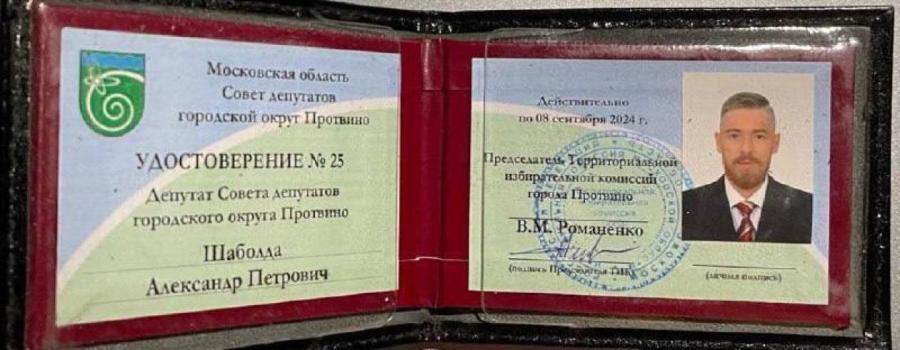 Московская область
Совет депутатов
городской округ Протвино
УДОСТОВЕРЕНИЕ № 25
Депутат Совета депутатов
городского округа Протвино
Шаболда
Александр Петрович
Действительно
по 08 сентября 2024 г.
Председатель Территориальной
избирательной комиссий
города Протвино
В.М. Романенко
(подпись Председателя ТИК)
(личная подпись)